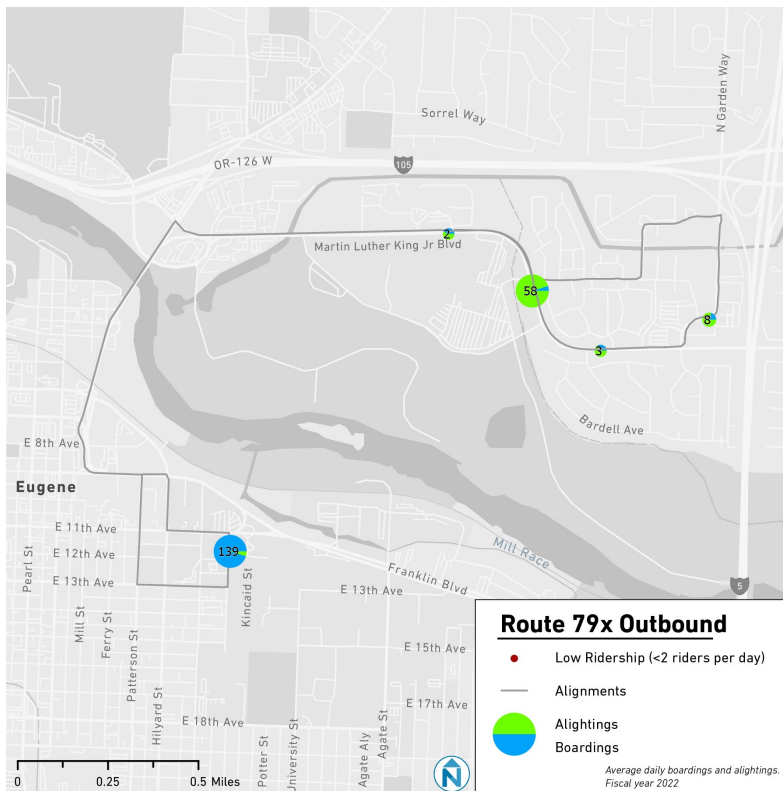 N Garden Way
Sorrel Way
OR-126 W
105
2
Martin Luther King Jr Blvd
58
8
3
Bardell Ave
E 8th Ave
Eugene
E 11th Ave
E 12th Ave
139
Mill Race
E 13th Ave
Franklin Blvd
E 13th Ave
5
Pearl St
Mill St
Ferry St
Patterson St
Hilyard St
Kincaid St
E 15th Ave
E 17th Ave
E 18th Ave
Potter St
University St
Agate Aly
Agate St
0 0.25 0.5 Miles
N
Route 79x Outbound
Low Ridership (<2 riders per day)
Alignments
Alightings
Boardings
Average daily boardings and alightings.
Fiscal year 2022